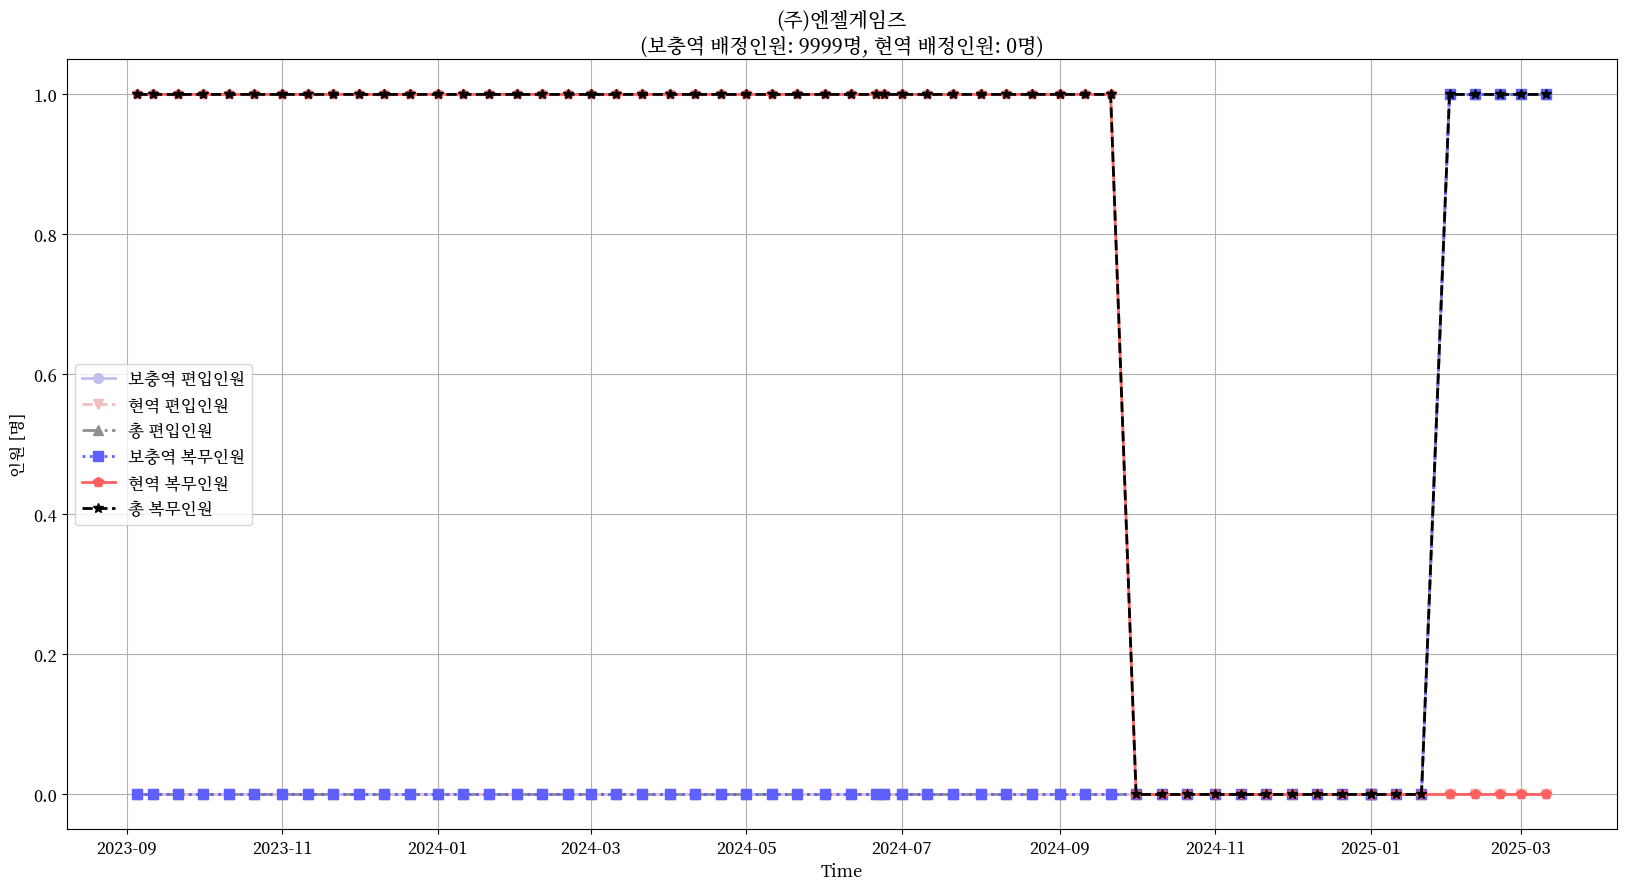 (주)엔젤게임즈
(보충역 배정인원: 9999명, 현역 배정인원: 0명)
인원 [명]
1.0
0.8
0.6
0.4
0.2
0.0
보충역 편입인원
현역 편입인원
총 편입인원
보충역 복무인원
현역 복무인원
총 복무인원
2023-09 2023-11 2024-01 2024-03 2024-05 2024-07 2024-09 2024-11 2025-01 2025-03
Time